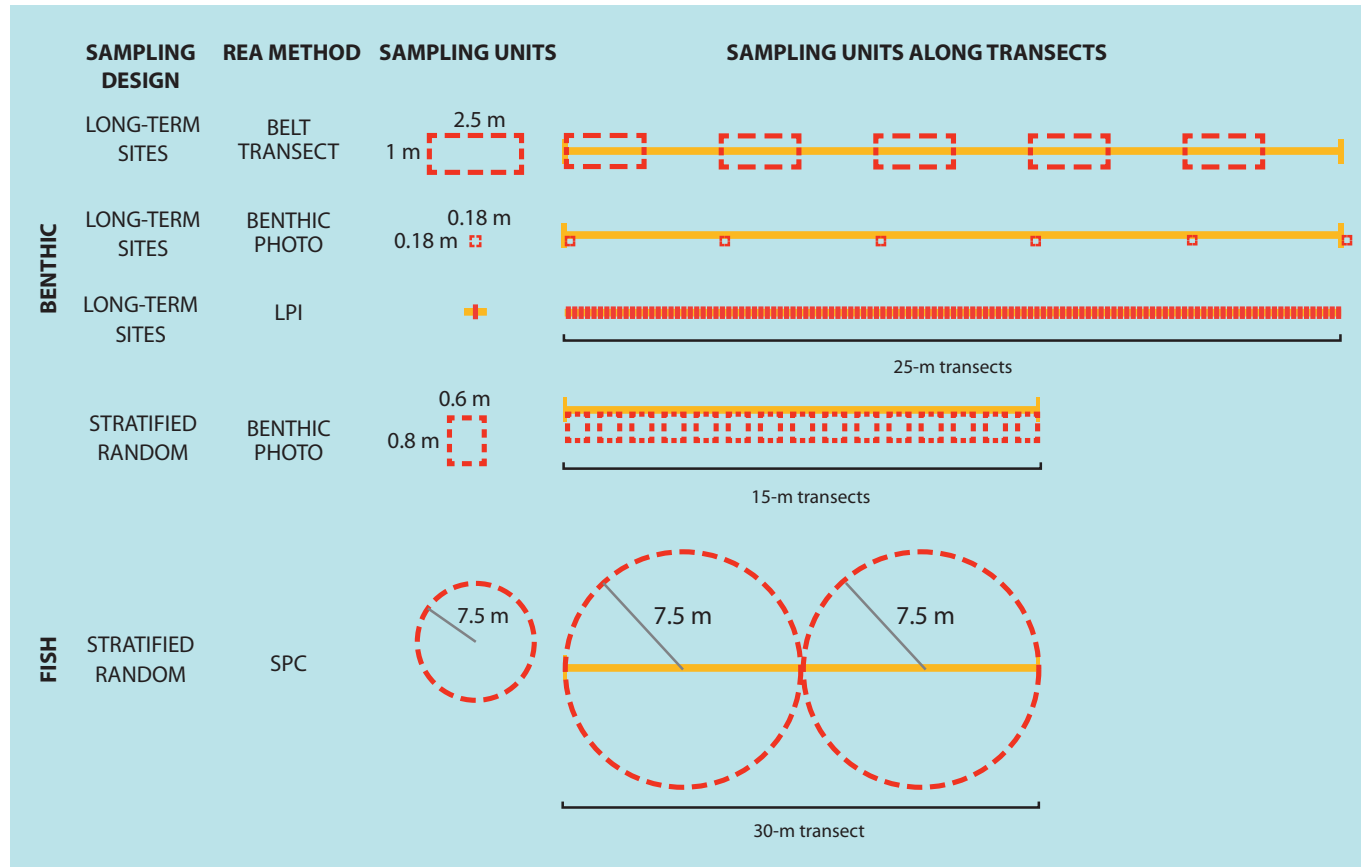 SAMPLING DESIGN
REA METHOD
SAMPLING UNITS
SAMPLING UNITS ALONG TRANSECTS
BENTHIC
LONG-TERM
SITES
BELT
TRANSECT
2.5 m
1 m
LONG-TERM
SITES
BENTHIC
PHOTO
0.18 m
0.18 m
LONG-TERM
SITES
LPI
25-m transects
STRATIFIED
RANDOM
BENTHIC
PHOTO
0.6 m
0.8 m
15-m transects
FISH
STRATIFIED
RANDOM
SPC
7.5 m
7.5 m
7.5 m
30-m transect